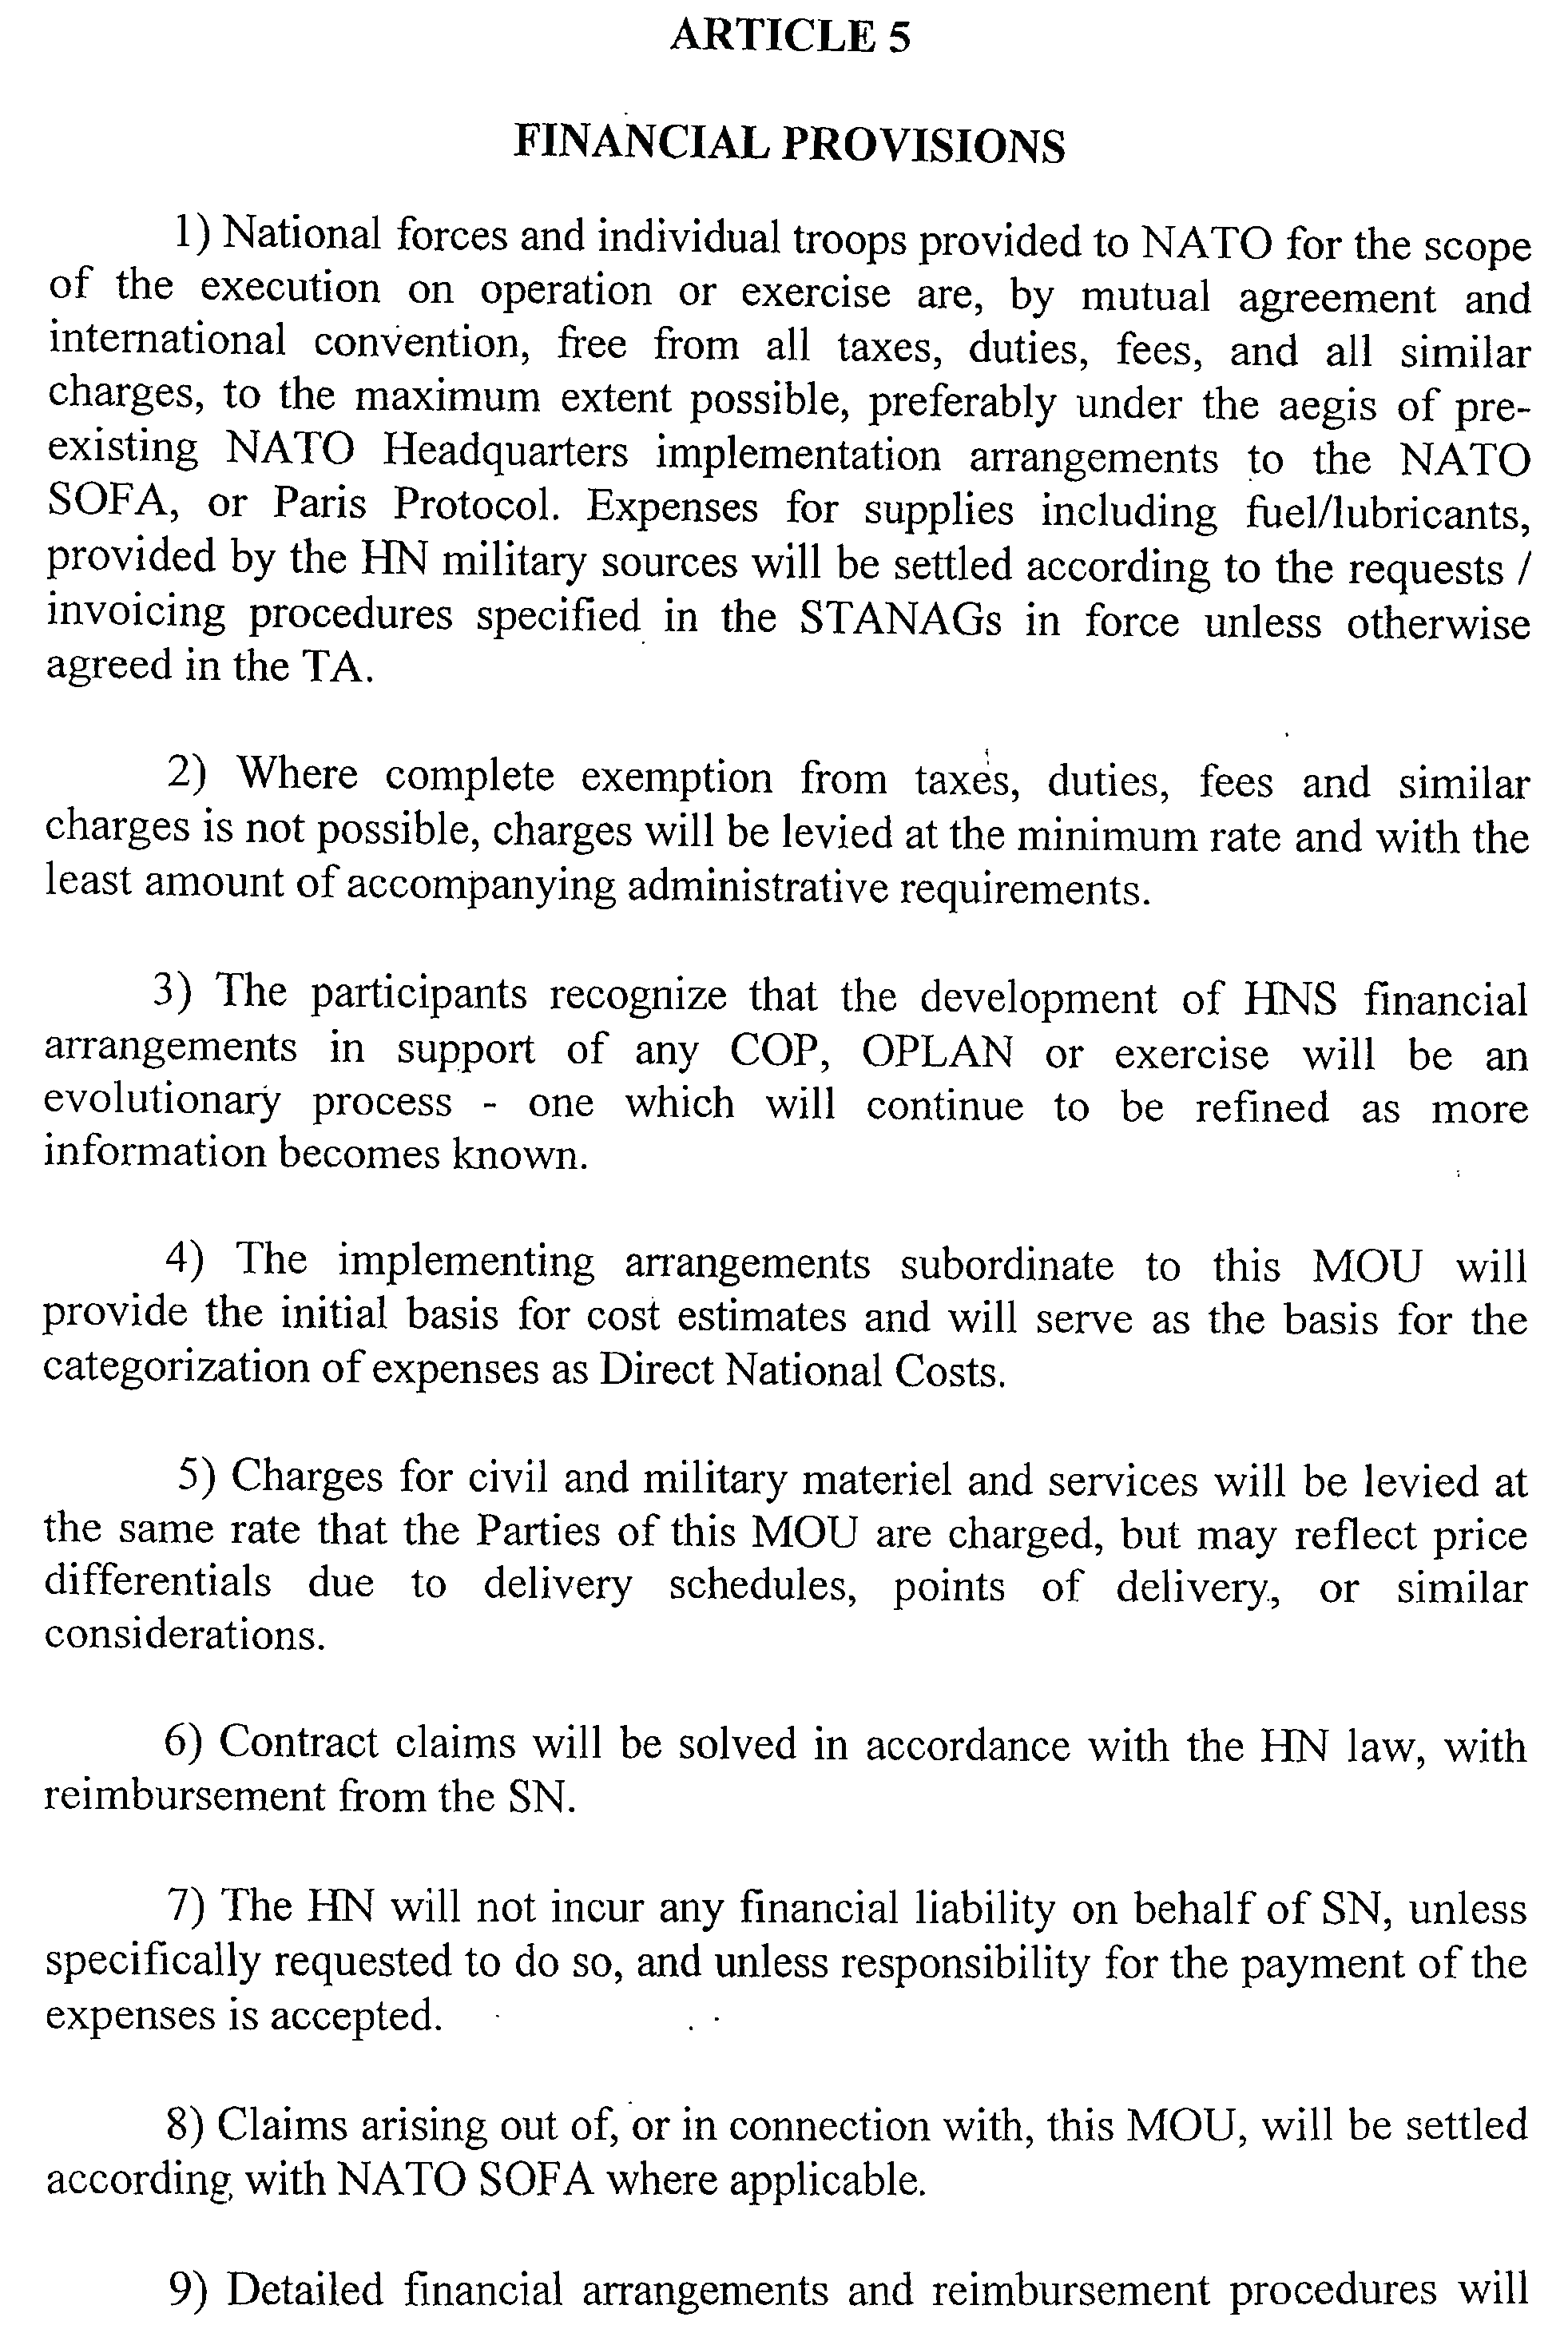 ARTICLE 5
FINANCIAL PROVISIONS
1) National forces and individual troops provided to NATO for the scope
of the execution on operation or exercise are, by mutual agreement and
international convention, free from all taxes, duties, fees, and all similar
charges, to the maximum extent possible, preferably under the aegis of pre-
existing NATO Headquarters implementation arrangements to the NATO
SOFA, or Paris Protocol. Expenses for supplies including fuel/lubricants,
provided by the HN military sources will be settled according to the requests /
invoicing procedures specified in the STANAGs in force unless otherwise
agreed in the TA.
2) Where complete exemption from taxes, duties, fees and similar
charges is not possible, charges will be levied at the minimum rate and with the
least amount of accompanying administrative requirements.
3) The participants recognize that the development of HNS financial
arrangements in support of any COP, OPLAN or exercise will be an
evolutionary process - one which will continue to be refined as more
information becomes known.
4) The implementing arrangements subordinate to this MOU will
provide the initial basis for cost estimates and will serve as the basis for the
categorization of expenses as Direct National Costs.
5) Charges for civil and military materiel and services will be levied at
the same rate that the Parties of this MOU are charged, but may reflect price
differentials due to delivery schedules, points of delivery, or similar
considerations.
6) Contract claims will be solved in accordance with the HN law, with
reimbursement from the SN.
7) The HN will not incur any financial liability on behalf of SN, unless
specifically requested to do so, and unless responsibility for the payment of the
expenses is accepted.
8) Claims arising out of, or in connection with, this MOU, will be settled
according with NATO SOFA where applicable.
9) Detailed financial arrangements and reimbursement procedures will